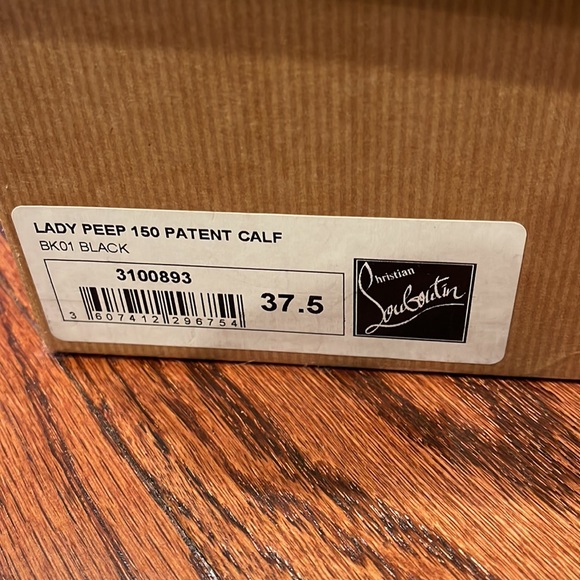 LADY PEEP 150 PATENT CALF
BK01 BLACK
3100893
3 607412 296754
37.5
Christian
Louboutin